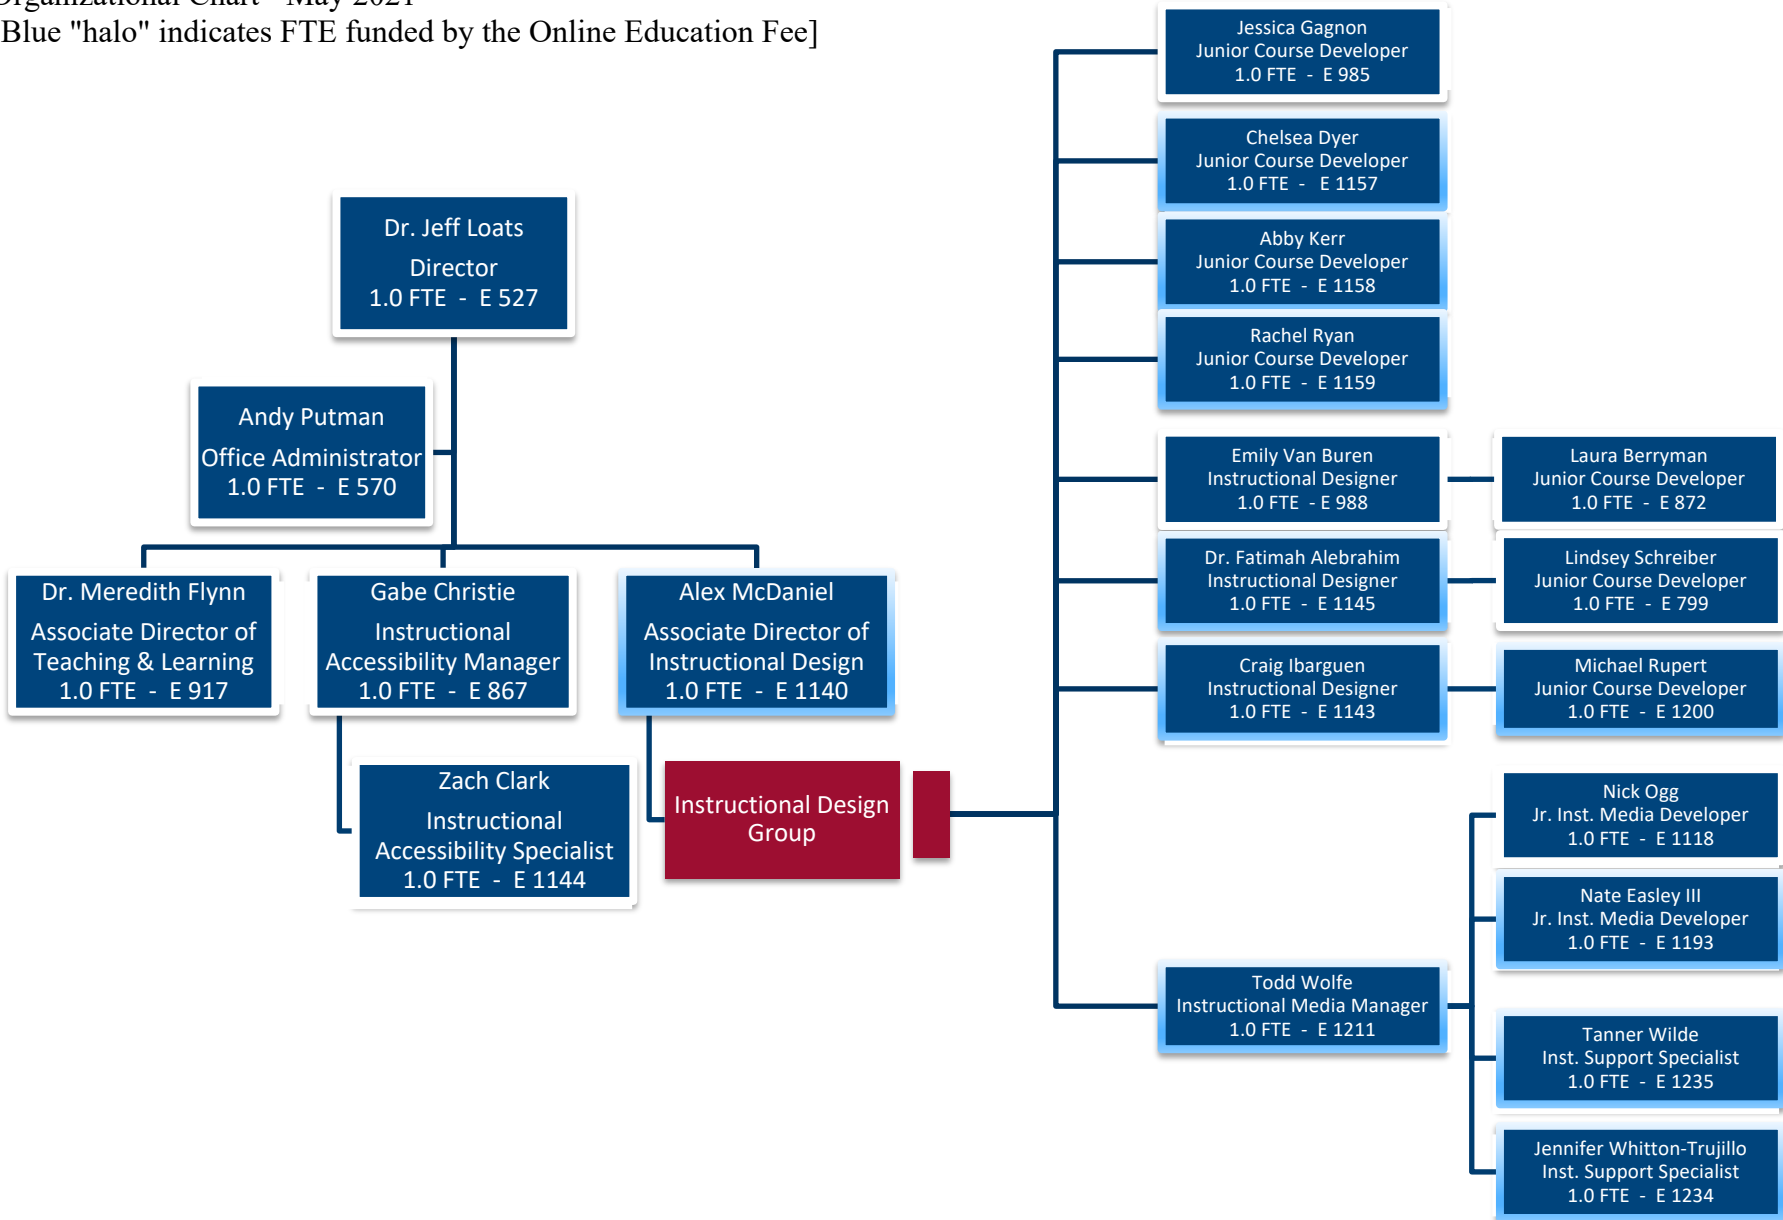 Organizational Chart - May 2021
Blue "halo" indicates FTE funded by the Online Education Fee]
Dr. Jeff Loats
Director
1.0 FTE - E 527
Andy Putman
Office Administrator
1.0 FTE - E 570
Dr. Meredith Flynn
Associate Director of
Teaching & Learning
1.0 FTE - E 917
Gabe Christie
Instructional
Accessibility Manager
1.0 FTE - E 867
Alex McDaniel
Associate Director of
Instructional Design
1.0 FTE - E 1140
Zach Clark
Instructional
Accessibility Specialist
1.0 FTE - E 1144
Instructional Design
Group
Jessica Gagnon
Junior Course Developer
1.0 FTE - E 985
Chelsea Dyer
Junior Course Developer
1.0 FTE - E 1157
Abby Kerr
Junior Course Developer
1.0 FTE - E 1158
Rachel Ryan
Junior Course Developer
1.0 FTE - E 1159
Emily Van Buren
Instructional Designer
1.0 FTE - E 988
Laura Berryman
Junior Course Developer
1.0 FTE - E 872
Dr. Fatimah Alebrahim
Instructional Designer
1.0 FTE - E 1145
Lindsey Schreiber
Junior Course Developer
1.0 FTE - E 799
Craig Ibarguen
Instructional Designer
1.0 FTE - E 1143
Michael Rupert
Junior Course Developer
1.0 FTE - E 1200
Todd Wolfe
Instructional Media Manager
1.0 FTE - E 1211
Nick Ogg
Jr. Inst. Media Developer
1.0 FTE - E 1118
Nate Easley III
Jr. Inst. Media Developer
1.0 FTE - E 1193
Tanner Wilde
Inst. Support Specialist
1.0 FTE - E 1235
Jennifer Whitton-Trujillo
Inst. Support Specialist
1.0 FTE - E 1234